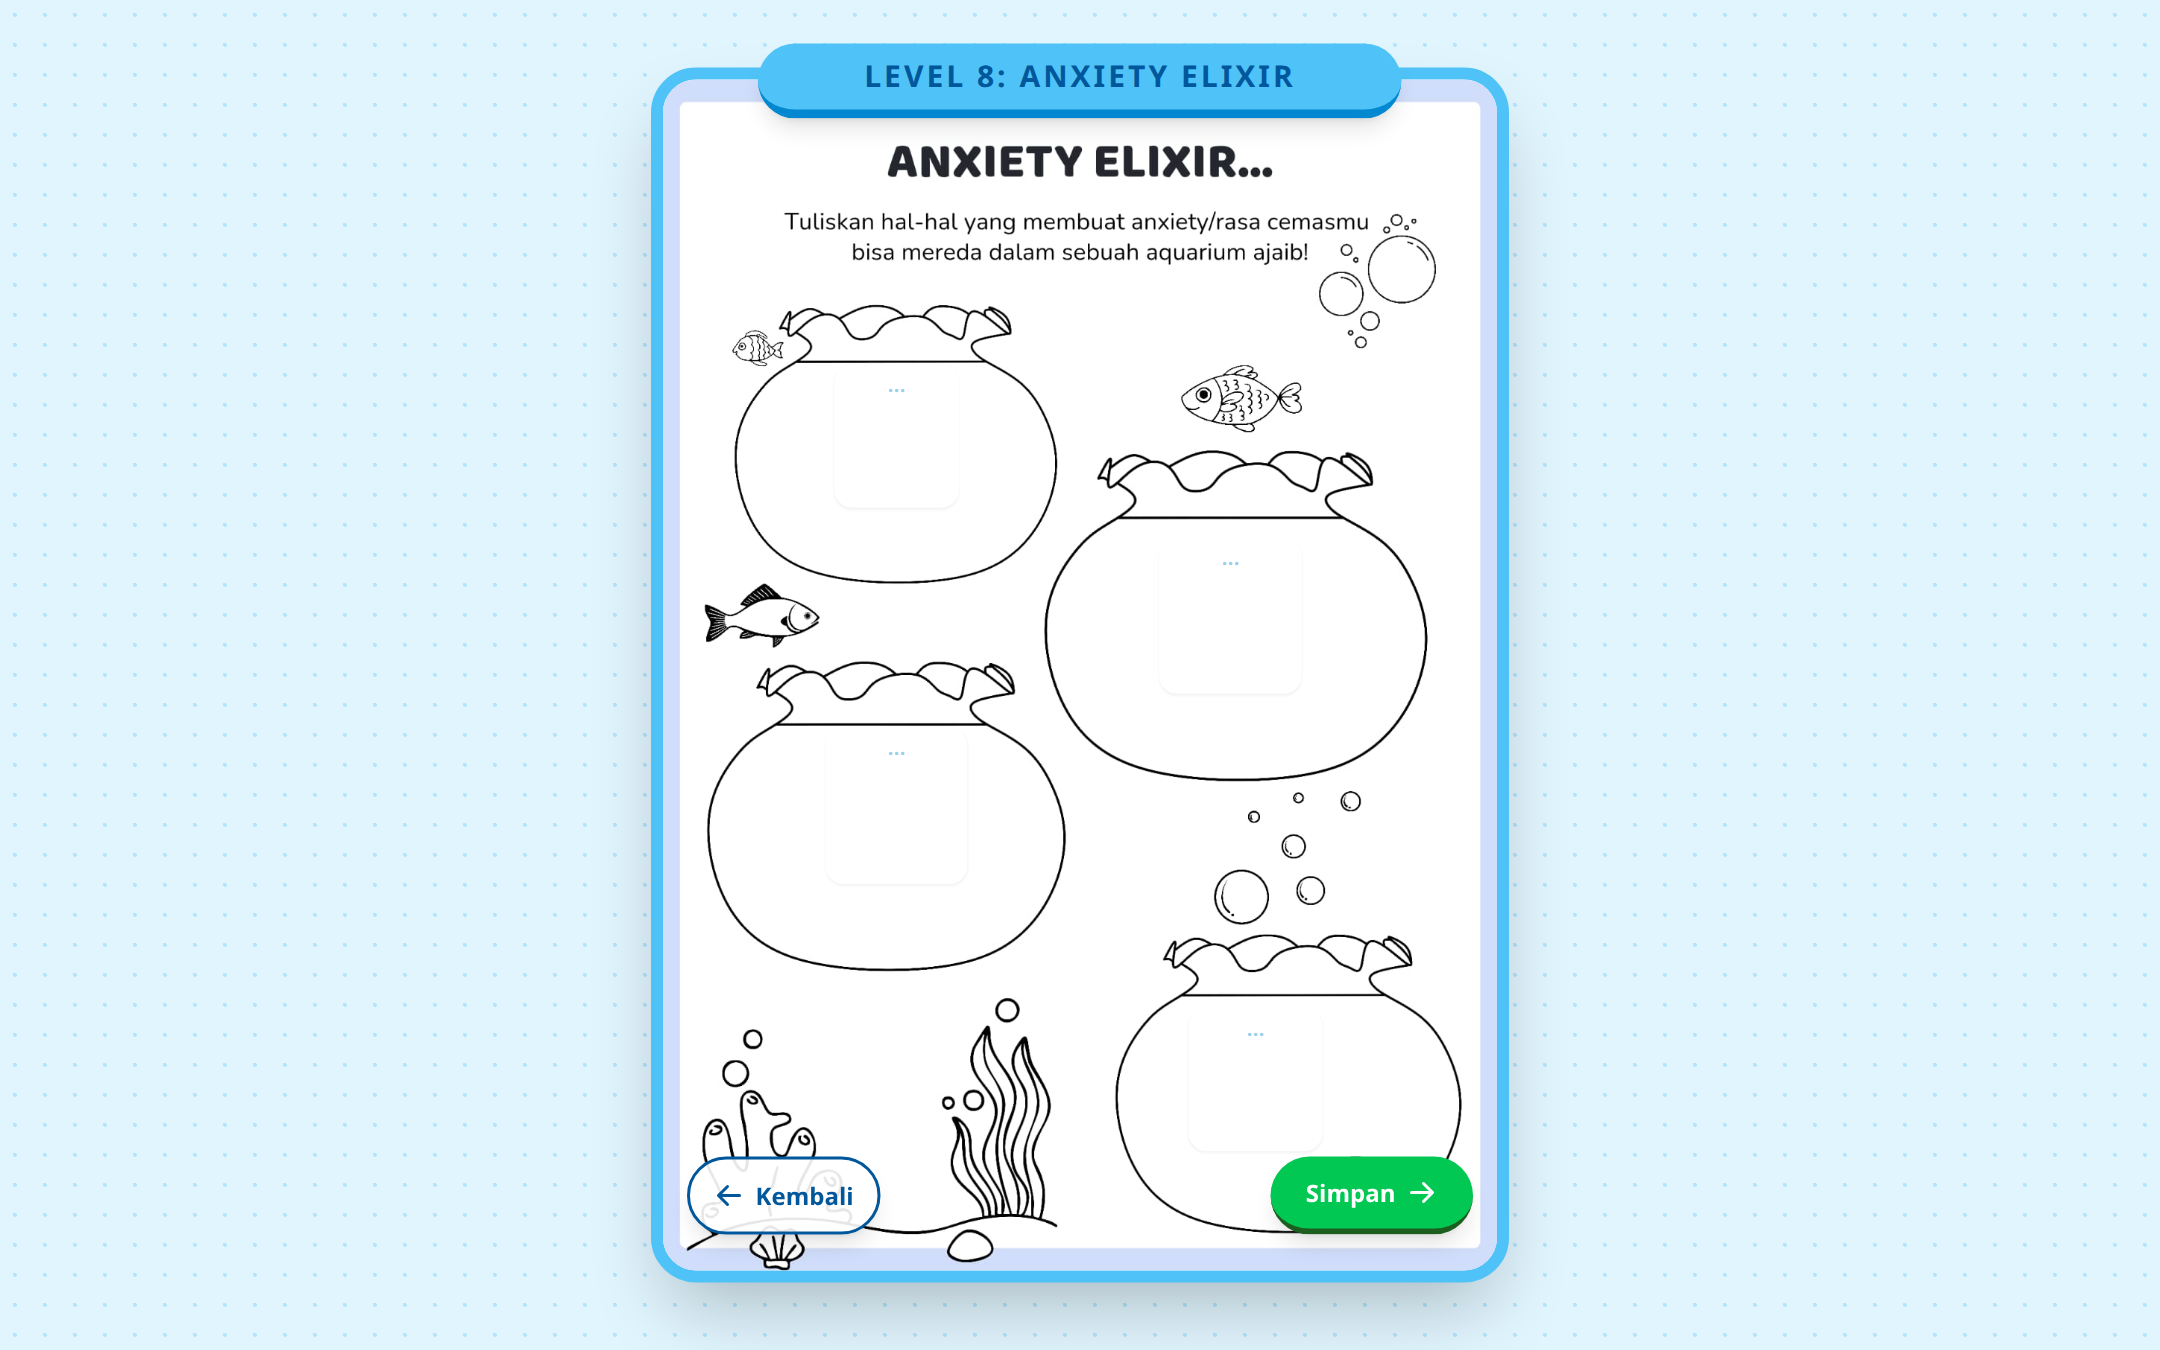 LEVEL 8: ANXIETY ELIXIR
ANXIETY ELIXIR...
Tuliskan hal-hal yang membuat anxiety/rasa cemasmu
bisa mereda dalam sebuah aquarium ajaib!
...
...
...
...
← Kembali
Simpan →